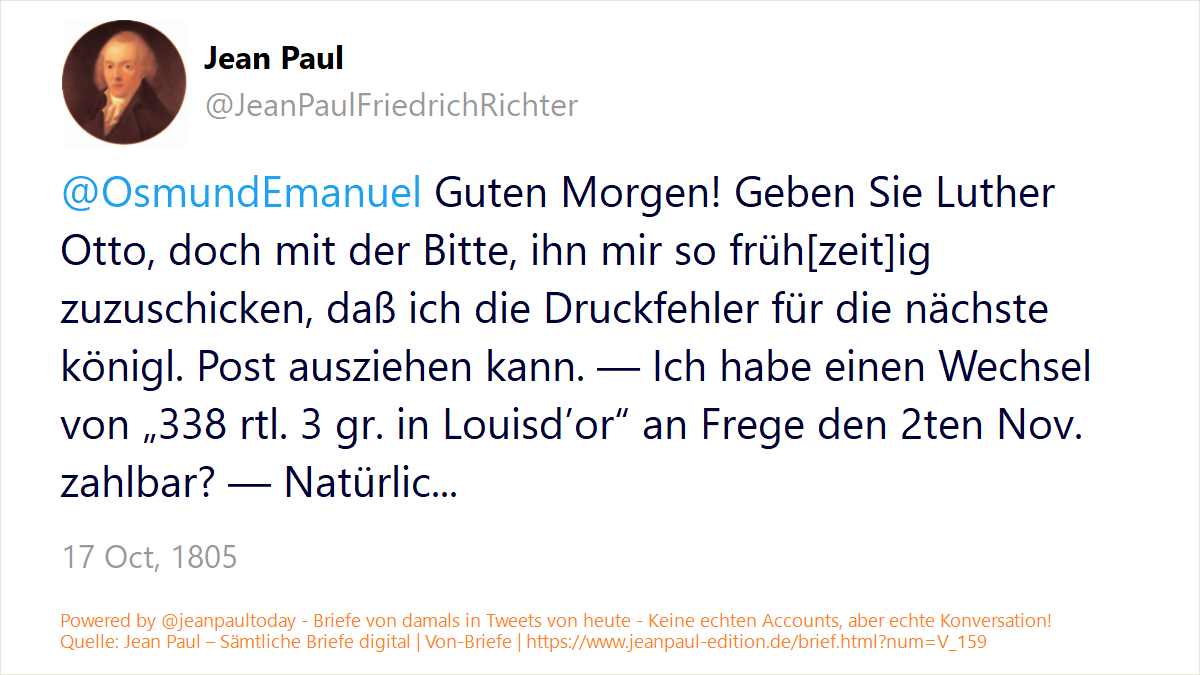 Jean Paul
@JeanPaulFriedrichRichter
@OsmundEmanuel Guten Morgen! Geben Sie Luther
Otto, doch mit der Bitte, ihn mir so früh[zeit]ig
zuzuschicken, daß ich die Druckfehler für die nächste
königl. Post ausziehen kann. — Ich habe einen Wechsel
von „338 rtl. 3 gr. in Louisd’or“ an Frege den 2ten Nov.
zahlbar? — Natürlic...
17 Oct, 1805
Powered by @jeanpaultoday - Briefe von damals in Tweets von heute - Keine echten Accounts, aber echte Konversation!
Quelle: Jean Paul – Sämtliche Briefe digital | Von-Briefe | https://www.jeanpaul-edition.de/brief.html?num=V_159